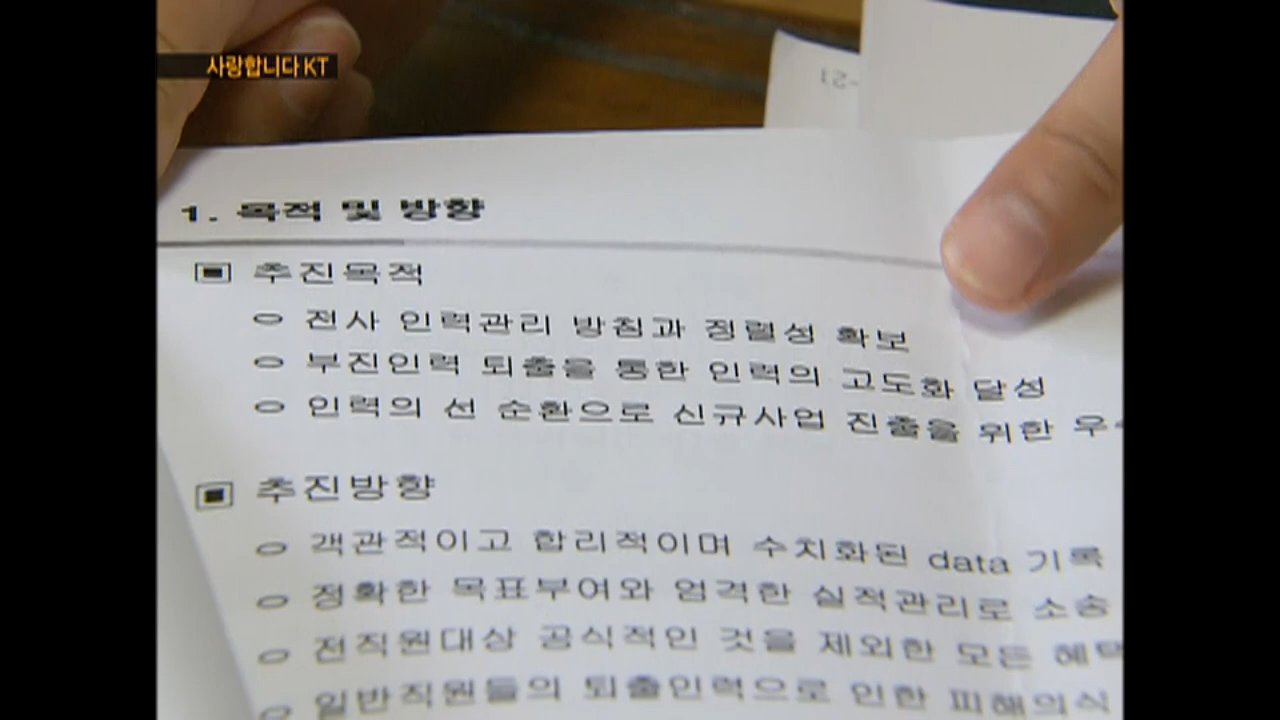 사랑합니다 KT
-21
1. 목적 및 방향
▣ 추진목적
○ 전사 인력관리 방침과 정렬성 확보
○ 부진인력 퇴출을 통한 인력의 고도화 달성
○ 인력의 선 순환으로 신규사업 진출을 위한 우
▣ 추진방향
○ 객관적이고 합리적이며 수치화된 data 기록
○ 정확한 목표부여와 엄격한 실적관리로 소송
○ 전직원대상 공식적인 것을 제외한 모든 혜택
○ 일반직원들의 퇴출인력으로 인한 피해의식